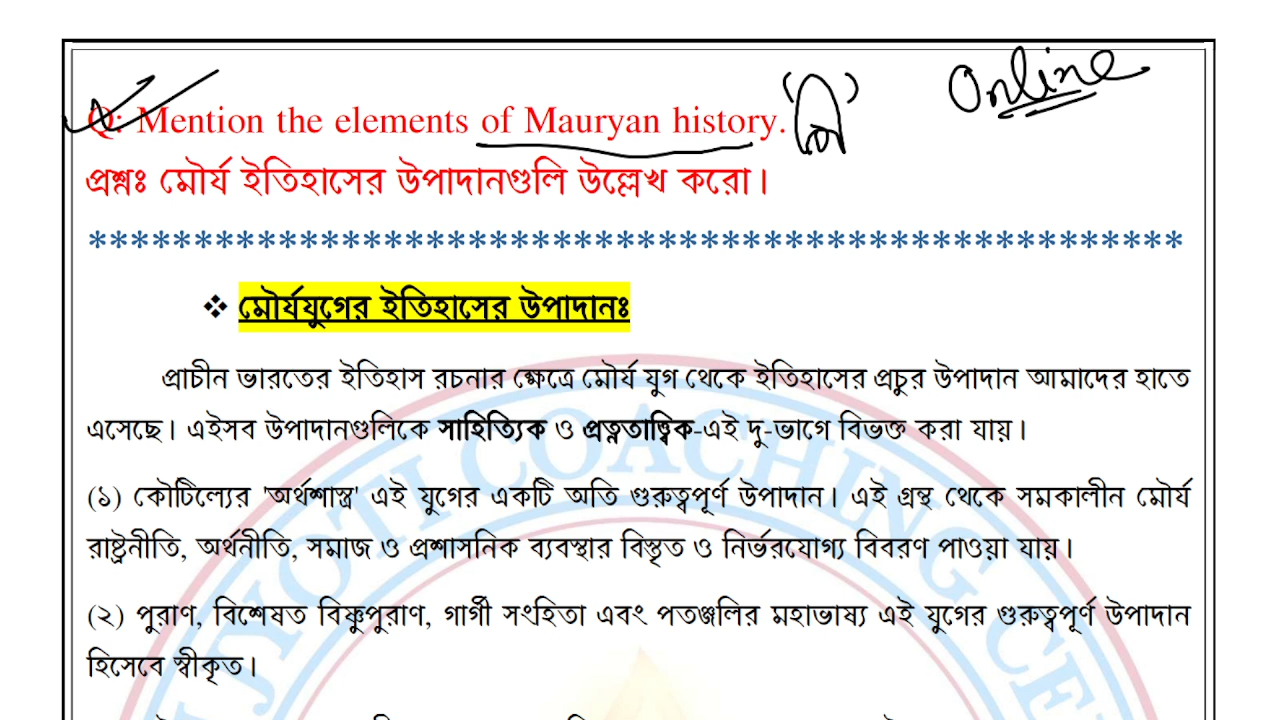 Online
Q: Mention the elements of Mauryan history.
প্রশ্নঃ মৌর্য ইতিহাসের উপাদানগুলি উল্লেখ করো।
****************************************************
❖ মৌর্যযুগের ইতিহাসের উপাদানঃ
প্রাচীন ভারতের ইতিহাস রচনার ক্ষেত্রে মৌর্য যুগ থেকে ইতিহাসের প্রচুর উপাদান আমাদের হাতে
এসেছে। এইসব উপাদানগুলিকে সাহিত্যিক ও প্রত্নতাত্ত্বিক-এই দু-ভাগে বিভক্ত করা যায়।
(১) কৌটিল্যের 'অর্থশাস্ত্র' এই যুগের একটি অতি গুরুত্বপূর্ণ উপাদান। এই গ্রন্থ থেকে সমকালীন মৌর্য
রাষ্ট্রনীতি, অর্থনীতি, সমাজ ও প্রশাসনিক ব্যবস্থার বিস্তৃত ও নির্ভরযোগ্য বিবরণ পাওয়া যায়।
(২) পুরাণ, বিশেষত বিষ্ণুপুরাণ, গার্গী সংহিতা এবং পতঞ্জলির মহাভাষ্য এই যুগের গুরুত্বপূর্ণ উপাদান
হিসেবে স্বীকৃত।
JYOTI COACHING CE